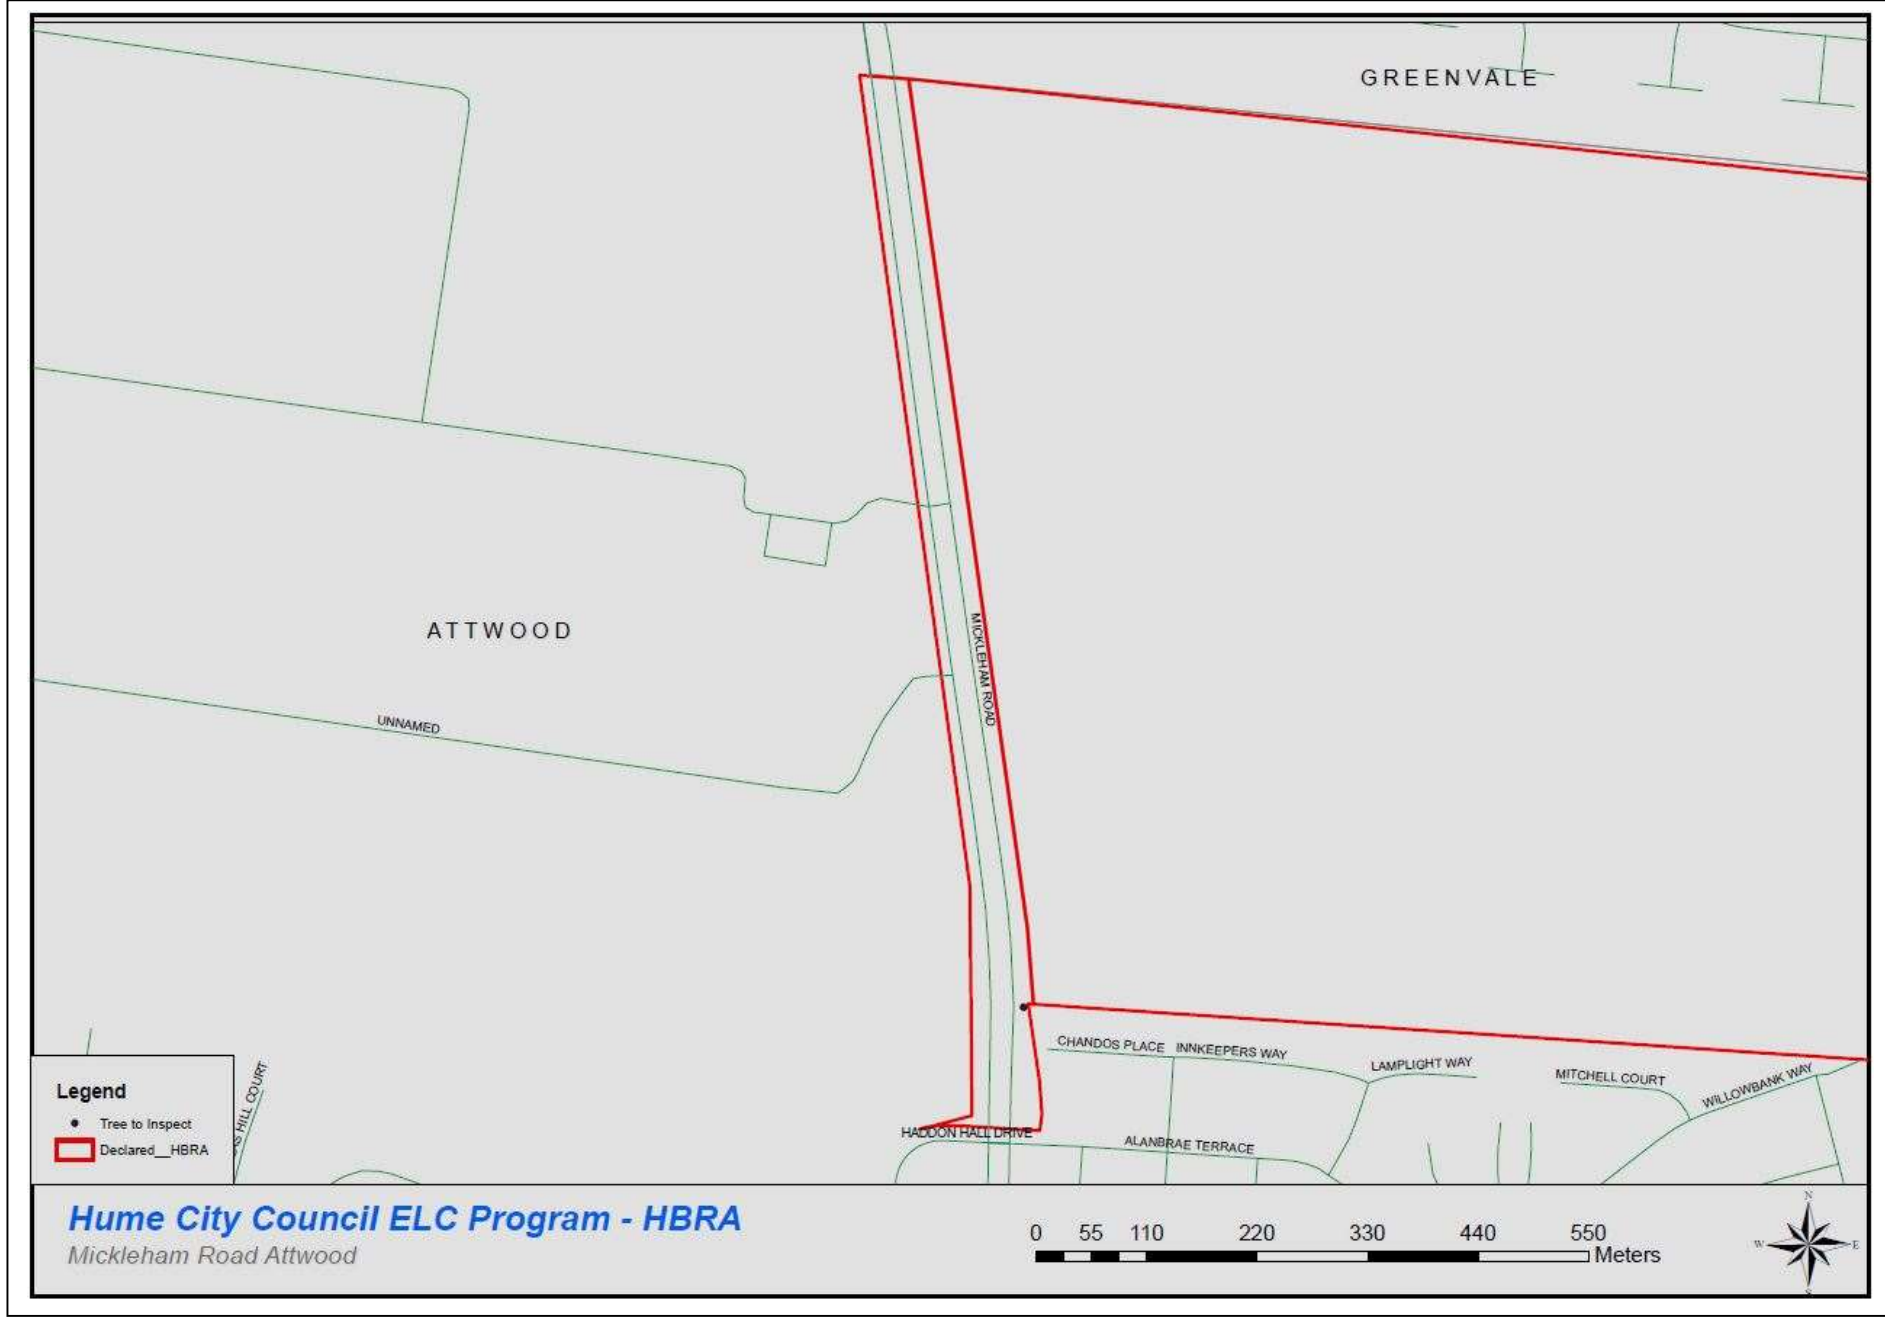 GREENVALE
ATTWOOD
MICKLEHAM ROAD
UNNAMED
CHANDOS PLACE
INNKEEPERS WAY
LAMPLIGHT WAY
MITCHELL COURT
WILLOWBANK WAY
HADDON HALL DRIVE
ALANBRAE TERRACE
HILL COURT
Legend
Tree to Inspect
Declared__HBRA
Hume City Council ELC Program - HBRA
Mickleham Road Attwood
0 55 110 220 330 440 550
Meters
N
W E
S